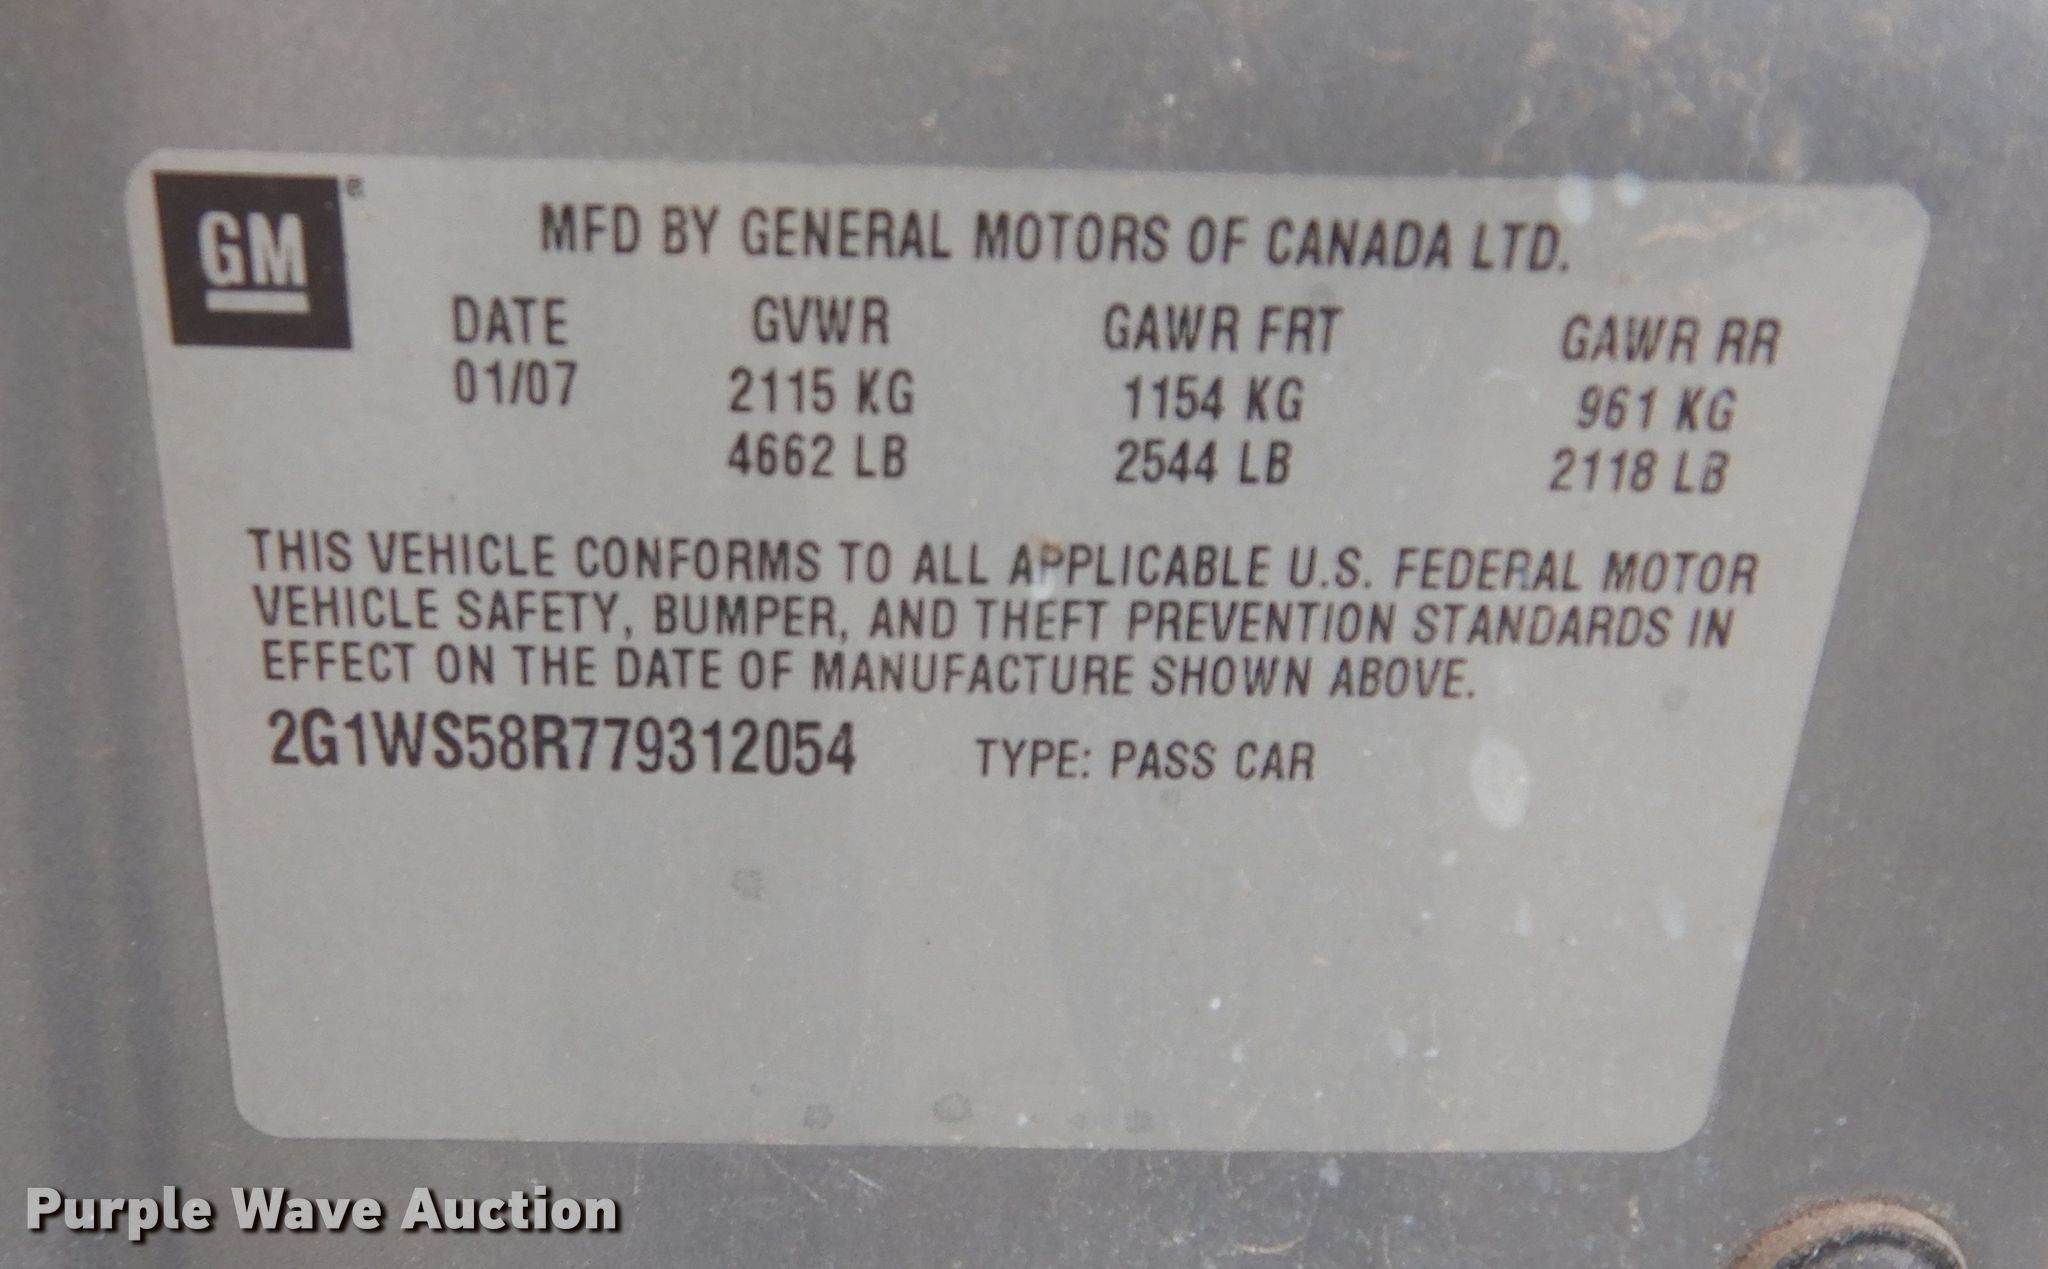 GM ®
MFD BY GENERAL MOTORS OF CANADA LTD.
DATE GVWR GAWR FRT GAWR RR
01/07 2115 KG 1154 KG 961 KG
4662 LB 2544 LB 2118 LB
THIS VEHICLE CONFORMS TO ALL APPLICABLE U.S. FEDERAL MOTOR
VEHICLE SAFETY, BUMPER, AND THEFT PREVENTION STANDARDS IN
EFFECT ON THE DATE OF MANUFACTURE SHOWN ABOVE.
2G1WS58R779312054 TYPE: PASS CAR
Purple Wave Auction